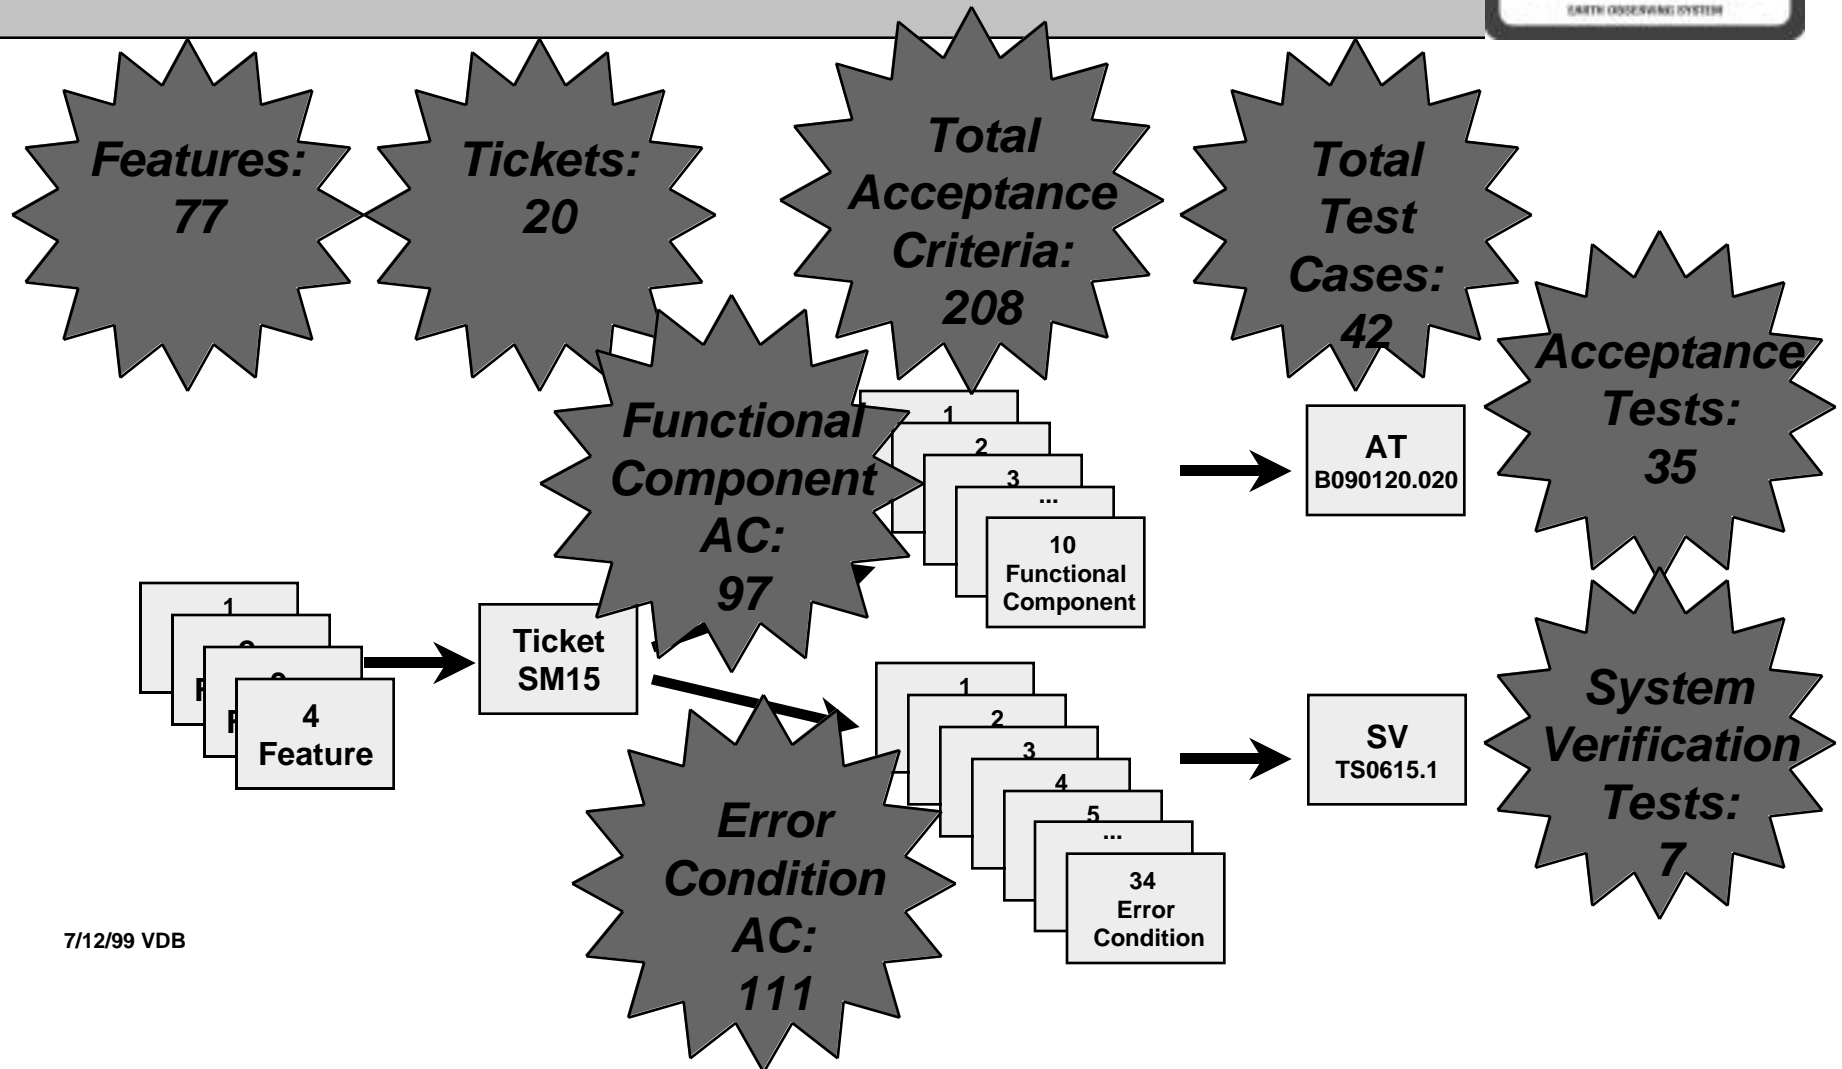 EARTH OBSERVING SYSTEM
Features:
77
Tickets:
20
Total
Acceptance
Criteria:
208
Total
Test
Cases:
42
Acceptance
Tests:
35
Functional
Component
AC:
97
1
2
3
...
10
Functional
Component
AT
B090120.020
1
4
Feature
Ticket
SM15
System
Verification
Tests:
7
Error
Condition
AC:
111
1
2
3
4
5
...
34
Error
Condition
SV
TS0615.1
7/12/99 VDB